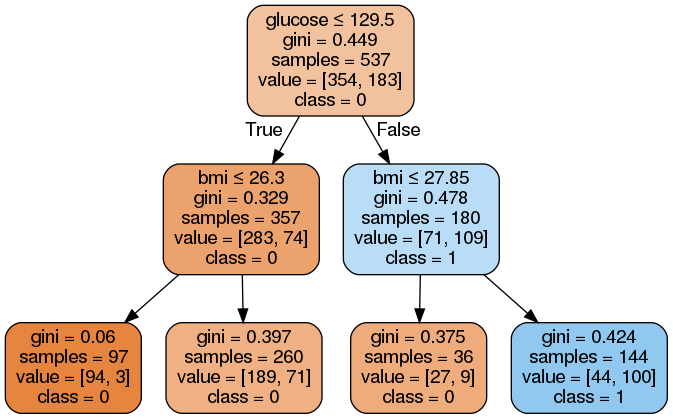 glucose ≤ 129.5
gini = 0.449
samples = 537
value = [354, 183]
class = 0
True
False
bmi ≤ 26.3
gini = 0.329
samples = 357
value = [283, 74]
class = 0
bmi ≤ 27.85
gini = 0.478
samples = 180
value = [71, 109]
class = 1
gini = 0.06
samples = 97
value = [94, 3]
class = 0
gini = 0.397
samples = 260
value = [189, 71]
class = 0
gini = 0.375
samples = 36
value = [27, 9]
class = 0
gini = 0.424
samples = 144
value = [44, 100]
class = 1